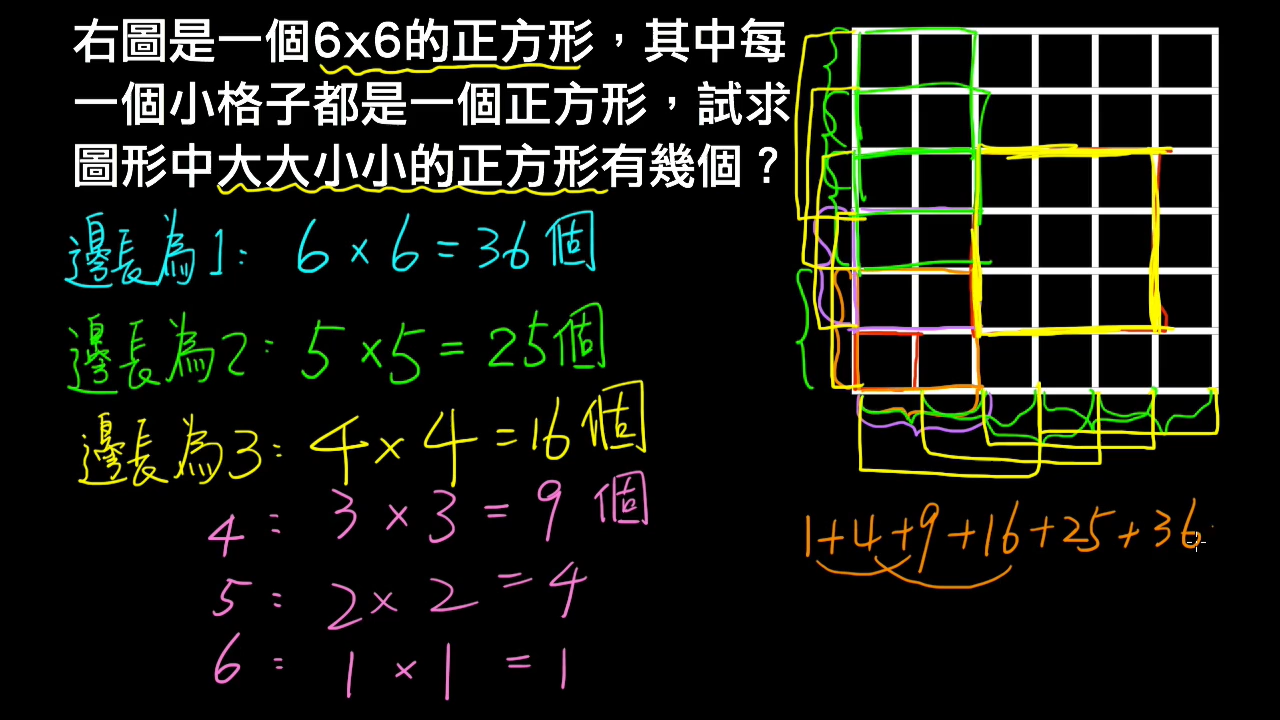 右圖是一個6x6的正方形，其中每
一個小格子都是一個正方形，試求
圖形中大大小小的正方形有幾個？
邊長為1: 6 × 6 = 36 個
邊長為2: 5 × 5 = 25個
邊長為3: 4 × 4 = 16 個
4: 3 × 3 = 9 個
5: 2 × 2 = 4
6: 1 × 1 = 1
1+4+9+16+25+36